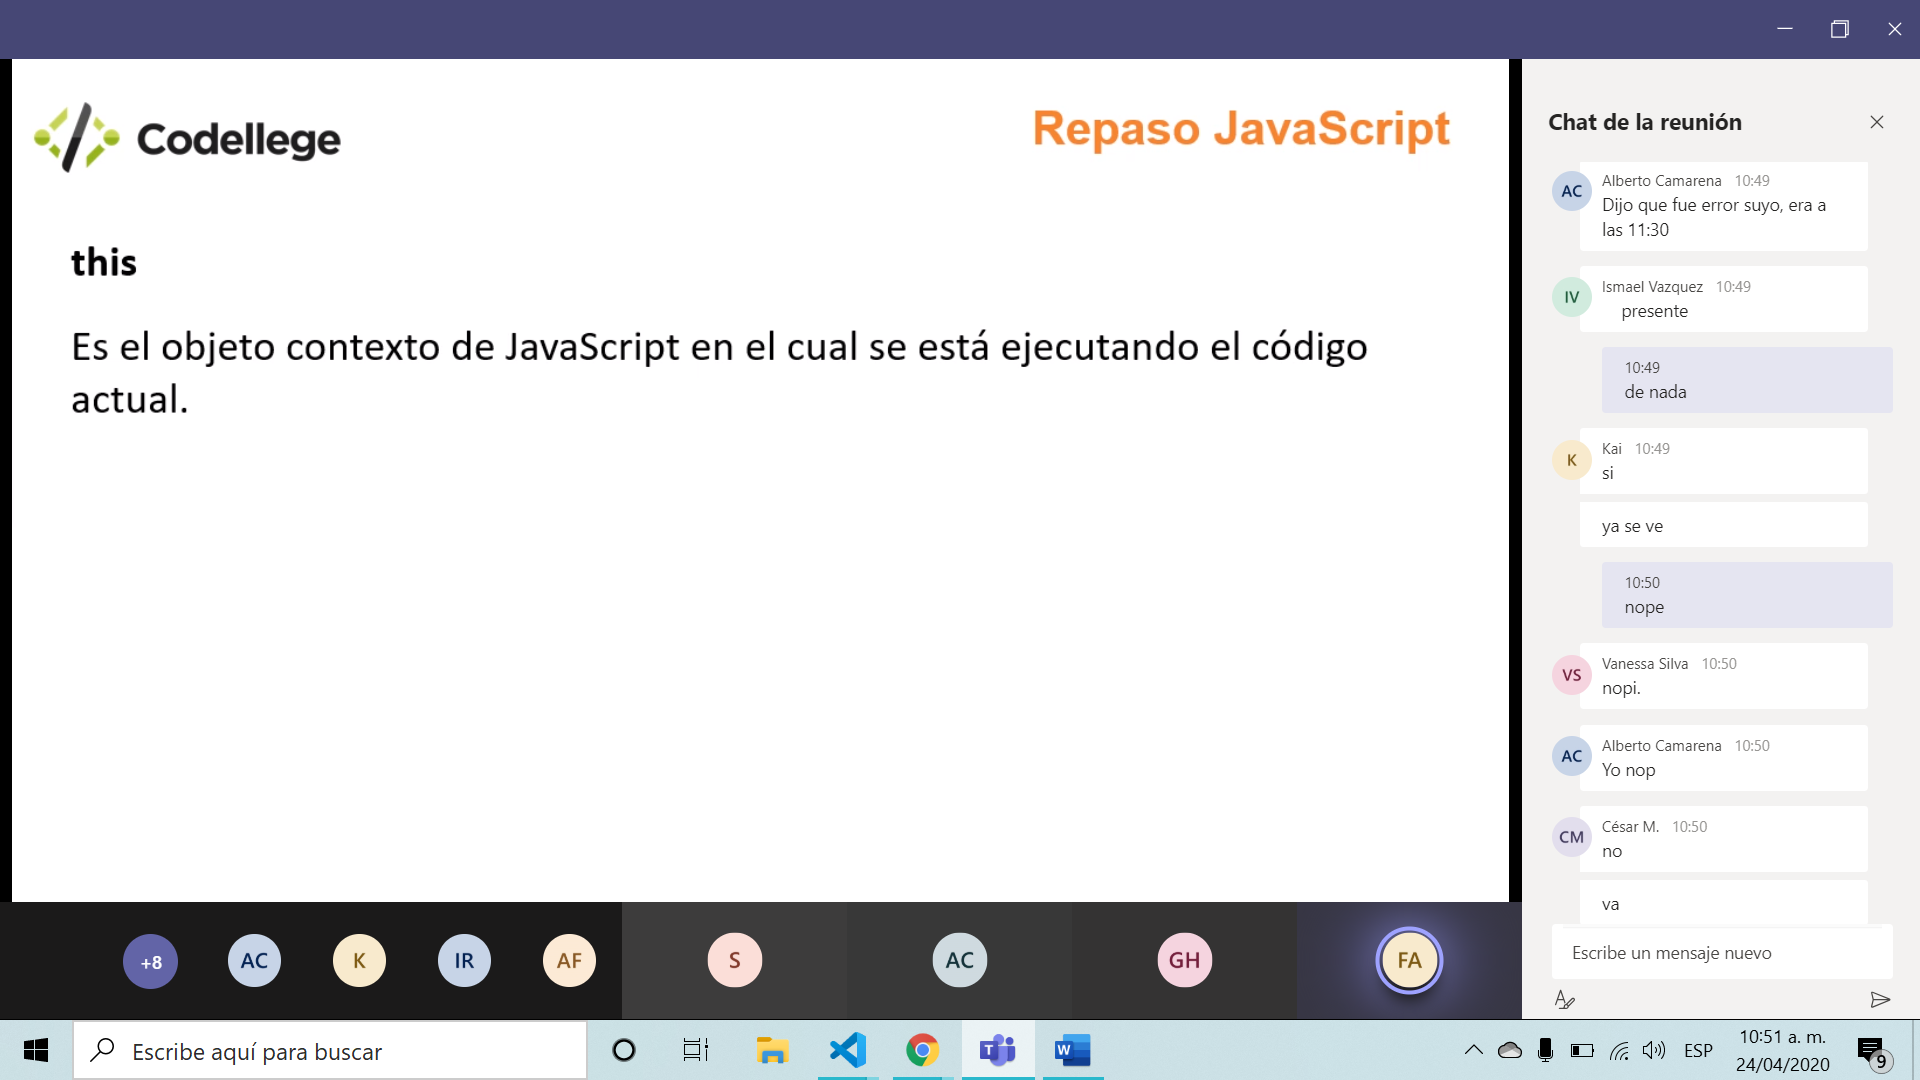 Codellege
Repaso JavaScript
this
Es el objeto contexto de JavaScript en el cual se está ejecutando el código
actual.
Chat de la reunión
AC
Alberto Camarena 10:49
Dijo que fue error suyo, era a
las 11:30
IV
Ismael Vazquez 10:49
presente
10:49
de nada
K
Kai 10:49
si
ya se ve
10:50
nope
VS
Vanessa Silva 10:50
nopi.
AC
Alberto Camarena 10:50
Yo nop
CM
César M. 10:50
no
va
Escribe un mensaje nuevo
+8 AC K IR AF S AC GH FA
Escribe aquí para buscar
ESP
10:51 a. m.
24/04/2020
9